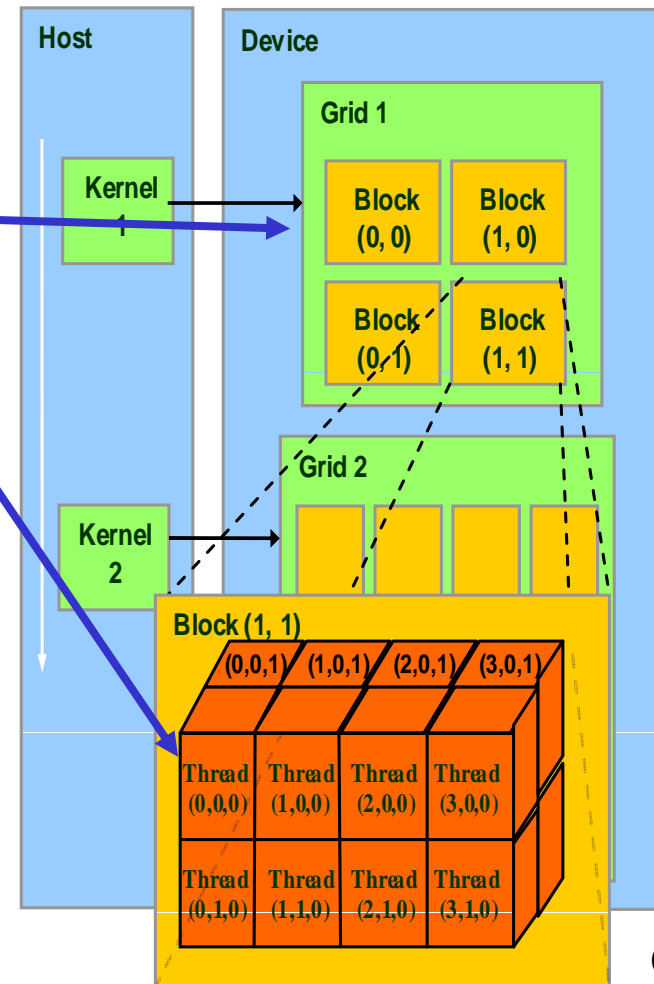 Host
Device
Grid 1
Kernel
1
Block
(0, 0)
Block
(1, 0)
Block
(0, 1)
Block
(1, 1)
Grid 2
Kernel
2
Block (1, 1)
(0,0,1) (1,0,1) (2,0,1) (3,0,1)
Thread
(0,0,0)
Thread
(1,0,0)
Thread
(2,0,0)
Thread
(3,0,0)
Thread
(0,1,0)
Thread
(1,1,0)
Thread
(2,1,0)
Thread
(3,1,0)
(